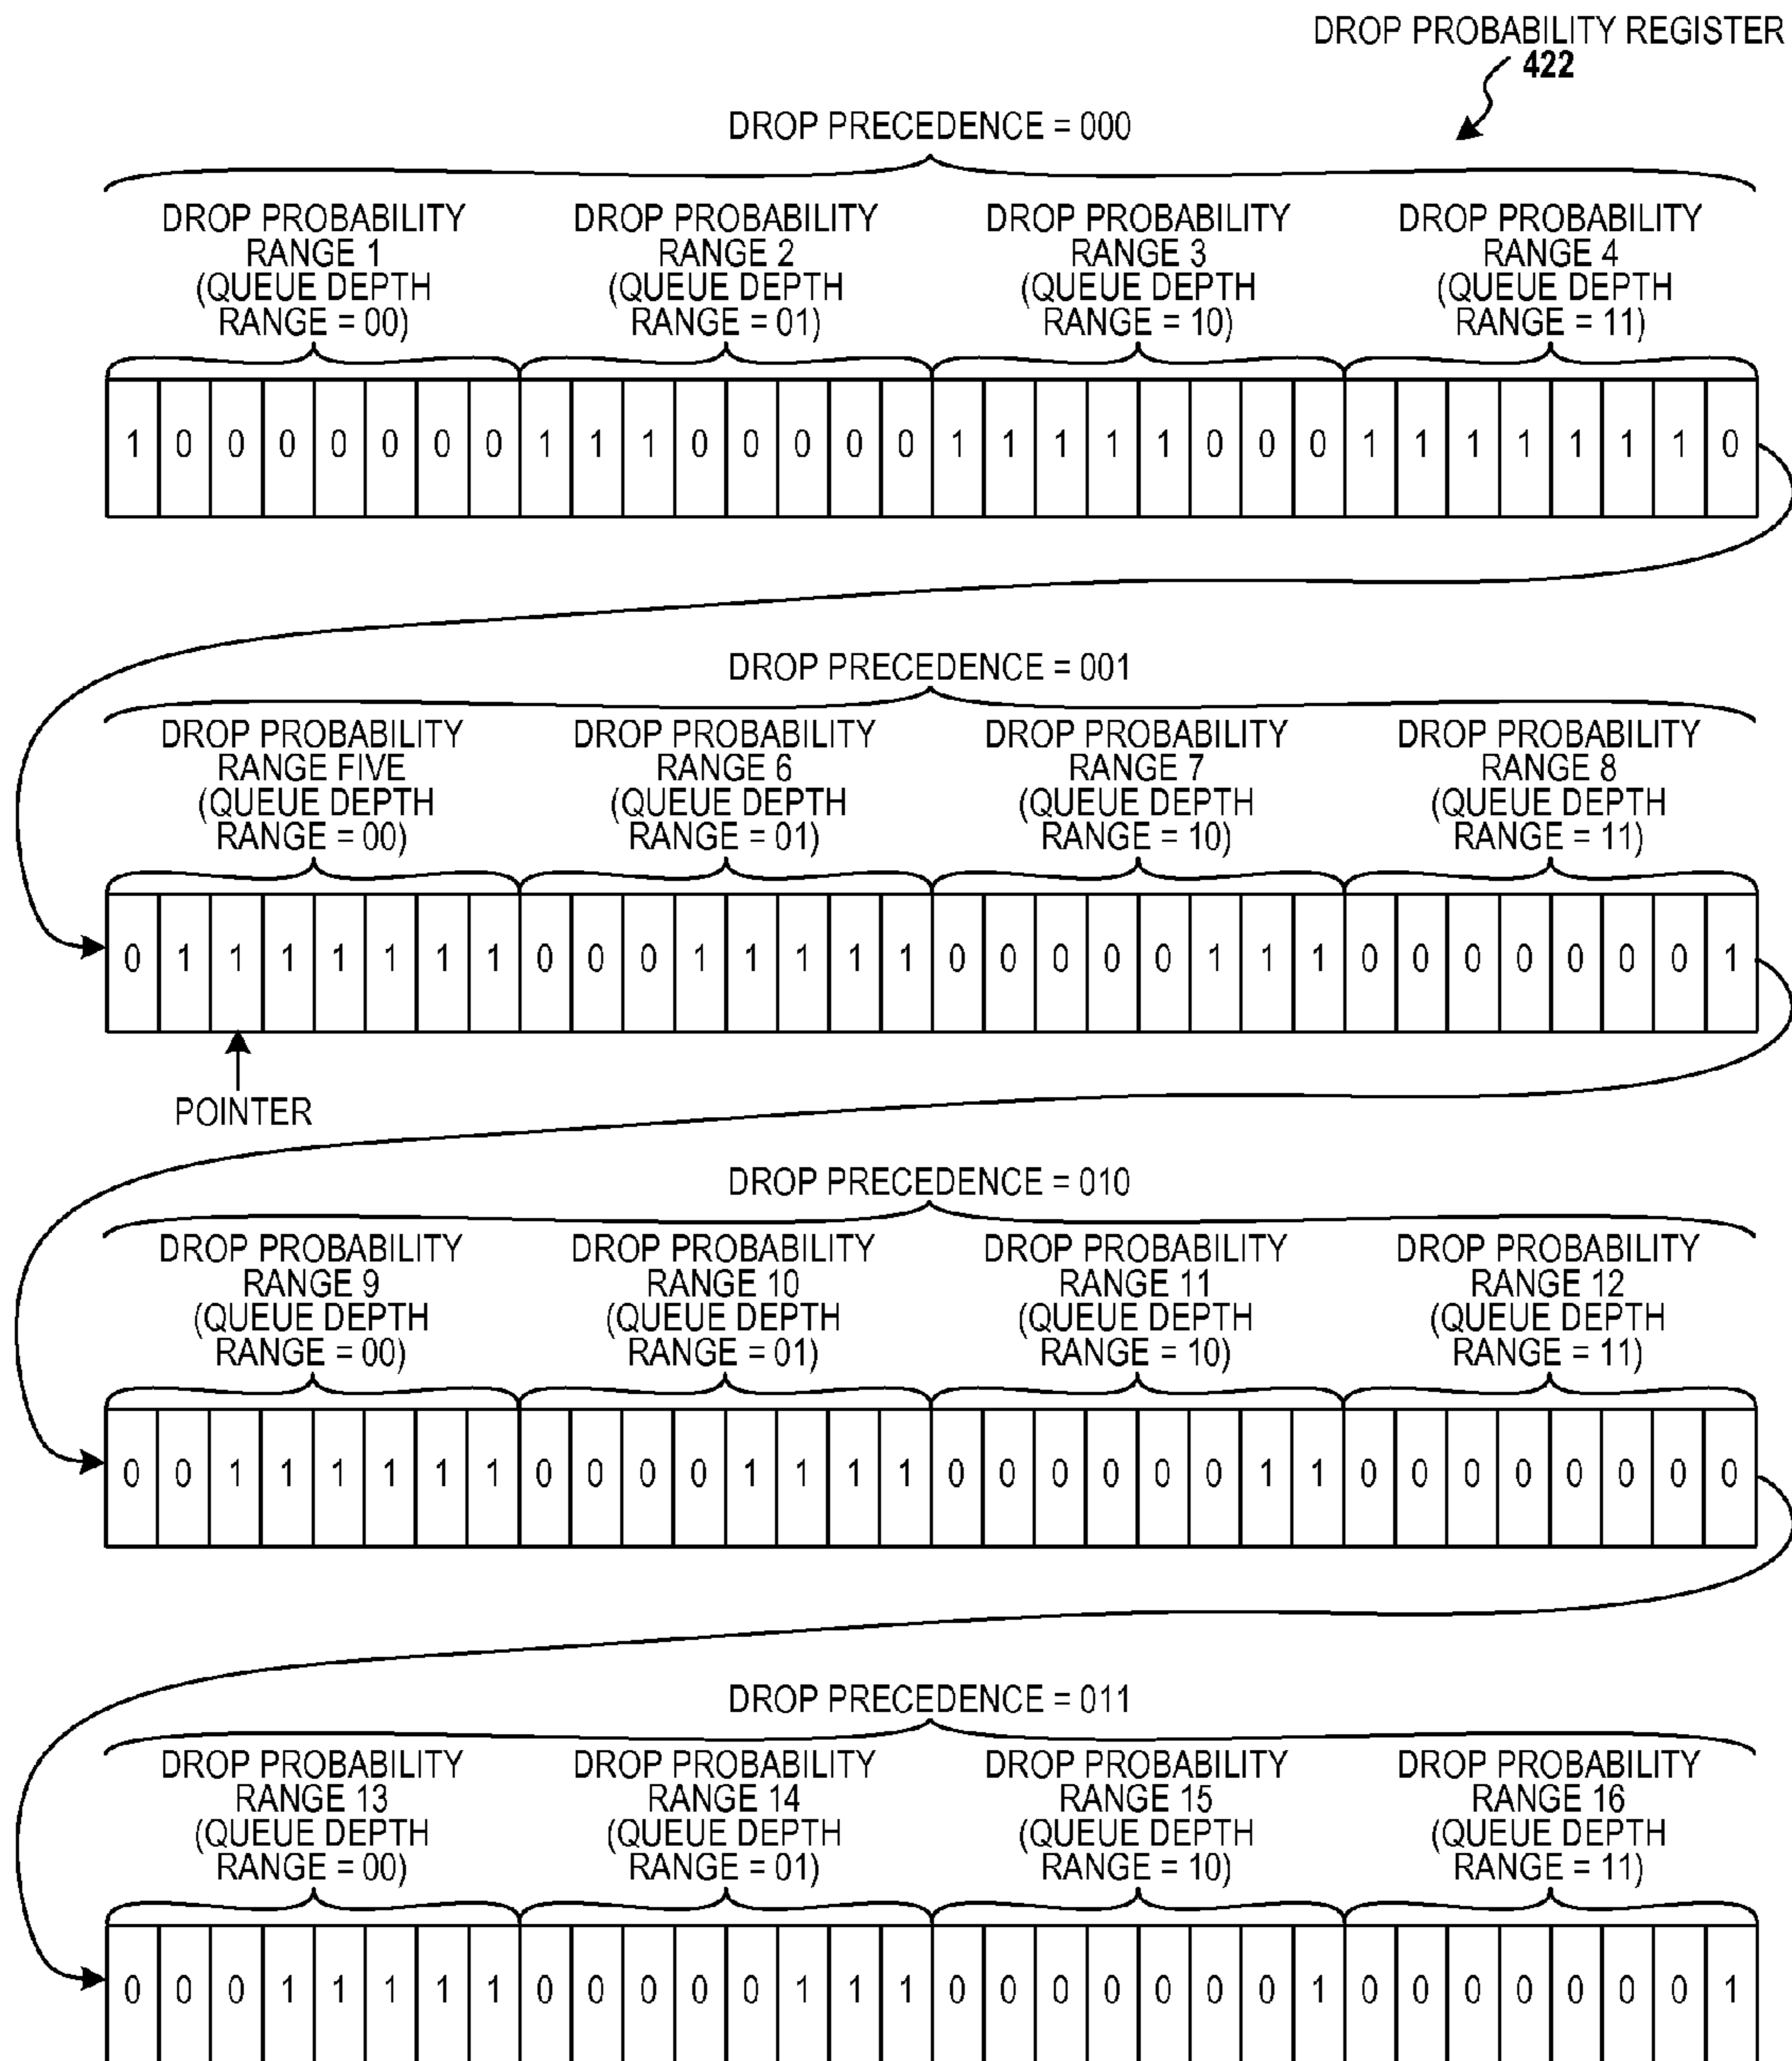 DROP PROBABILITY REGISTER
422
DROP PRECEDENCE = 000
DROP PROBABILITY RANGE 1 (QUEUE DEPTH RANGE = 00)
DROP PROBABILITY RANGE 2 (QUEUE DEPTH RANGE = 01)
DROP PROBABILITY RANGE 3 (QUEUE DEPTH RANGE = 10)
DROP PROBABILITY RANGE 4 (QUEUE DEPTH RANGE = 11)
1 0 0 0 0 0 0 0 1 1 1 0 0 0 0 0 1 1 1 1 1 0 0 0 1 1 1 1 1 1 1 0
DROP PRECEDENCE = 001
DROP PROBABILITY RANGE FIVE (QUEUE DEPTH RANGE = 00)
DROP PROBABILITY RANGE 6 (QUEUE DEPTH RANGE = 01)
DROP PROBABILITY RANGE 7 (QUEUE DEPTH RANGE = 10)
DROP PROBABILITY RANGE 8 (QUEUE DEPTH RANGE = 11)
0 1 1 1 1 1 1 1 0 0 0 1 1 1 1 1 0 0 0 0 0 1 1 1 0 0 0 0 0 0 0 1
POINTER
DROP PRECEDENCE = 010
DROP PROBABILITY RANGE 9 (QUEUE DEPTH RANGE = 00)
DROP PROBABILITY RANGE 10 (QUEUE DEPTH RANGE = 01)
DROP PROBABILITY RANGE 11 (QUEUE DEPTH RANGE = 10)
DROP PROBABILITY RANGE 12 (QUEUE DEPTH RANGE = 11)
0 0 1 1 1 1 1 1 0 0 0 0 1 1 1 1 0 0 0 0 0 0 1 1 0 0 0 0 0 0 0 0
DROP PRECEDENCE = 011
DROP PROBABILITY RANGE 13 (QUEUE DEPTH RANGE = 00)
DROP PROBABILITY RANGE 14 (QUEUE DEPTH RANGE = 01)
DROP PROBABILITY RANGE 15 (QUEUE DEPTH RANGE = 10)
DROP PROBABILITY RANGE 16 (QUEUE DEPTH RANGE = 11)
0 0 0 1 1 1 1 1 0 0 0 0 0 1 1 1 0 0 0 0 0 0 0 1 0 0 0 0 0 0 0 1